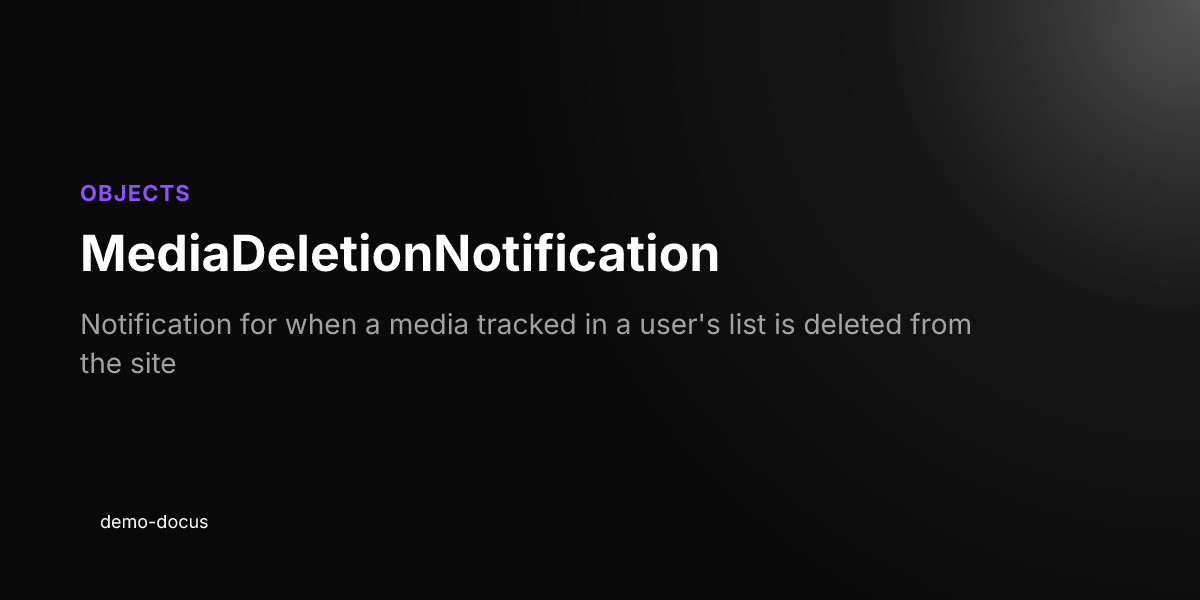 OBJECTS
MediaDeletionNotification
Notification for when a media tracked in a user's list is deleted from
the site
demo-docus